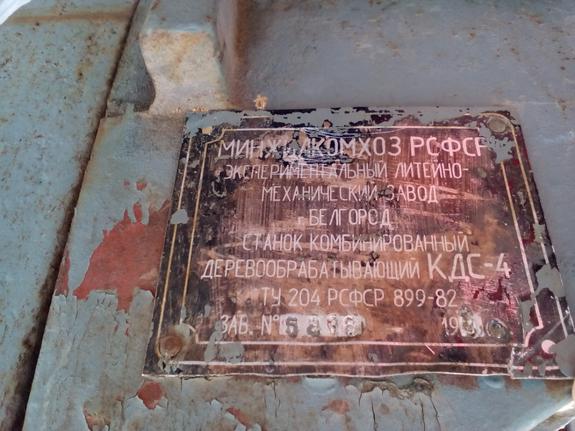 МИНЖИЛКОМХОЗ РСФСР
ЭКСПЕРИМЕНТАЛЬНЫЙ ЛИТЕЙНО-
МЕХАНИЧЕСКИЙ ЗАВОД
г. БЕЛГОРОД
СТАНОК КОМБИНИРОВАННЫЙ
ДЕРЕВООБРАБАТЫВАЮЩИЙ КДС-4
ТУ 204 РСФСР 899-82
ЗАВ. №